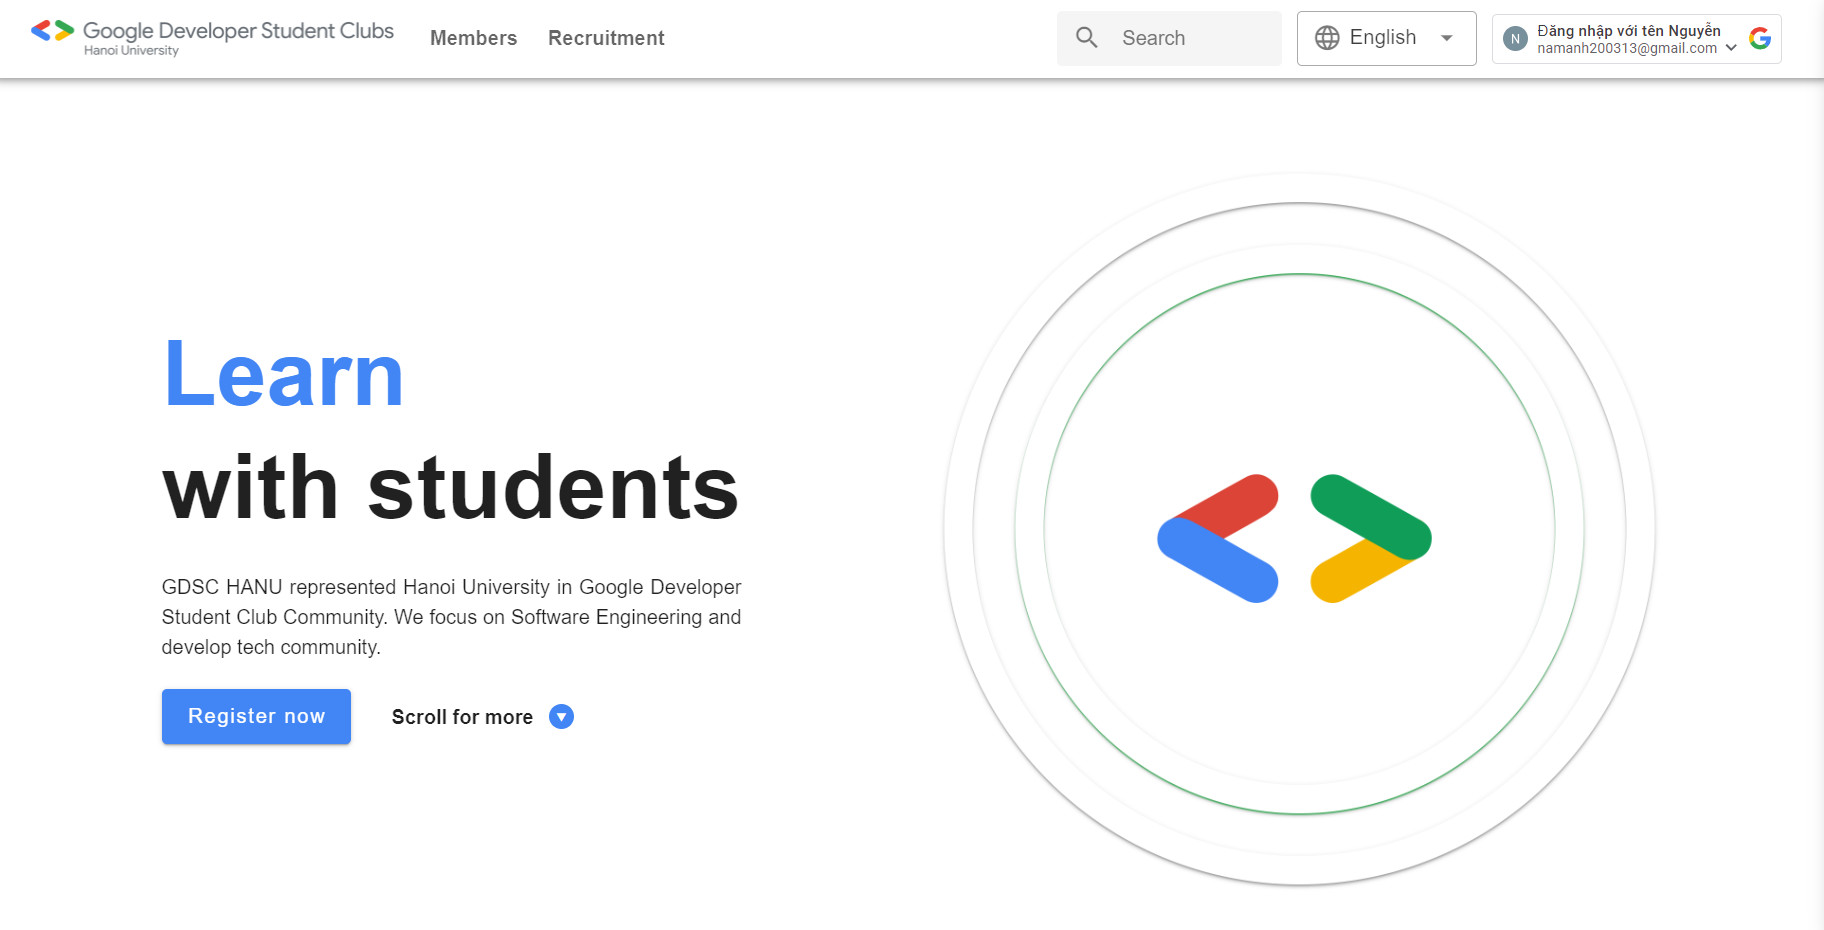 Google Developer Student Clubs
Hanoi University
Members
Recruitment
Search
English
N
Đăng nhập với tên Nguyễn
namanh200313@gmail.com
Learn
with students
GDSC HANU represented Hanoi University in Google Developer
Student Club Community. We focus on Software Engineering and
develop tech community.
Register now
Scroll for more